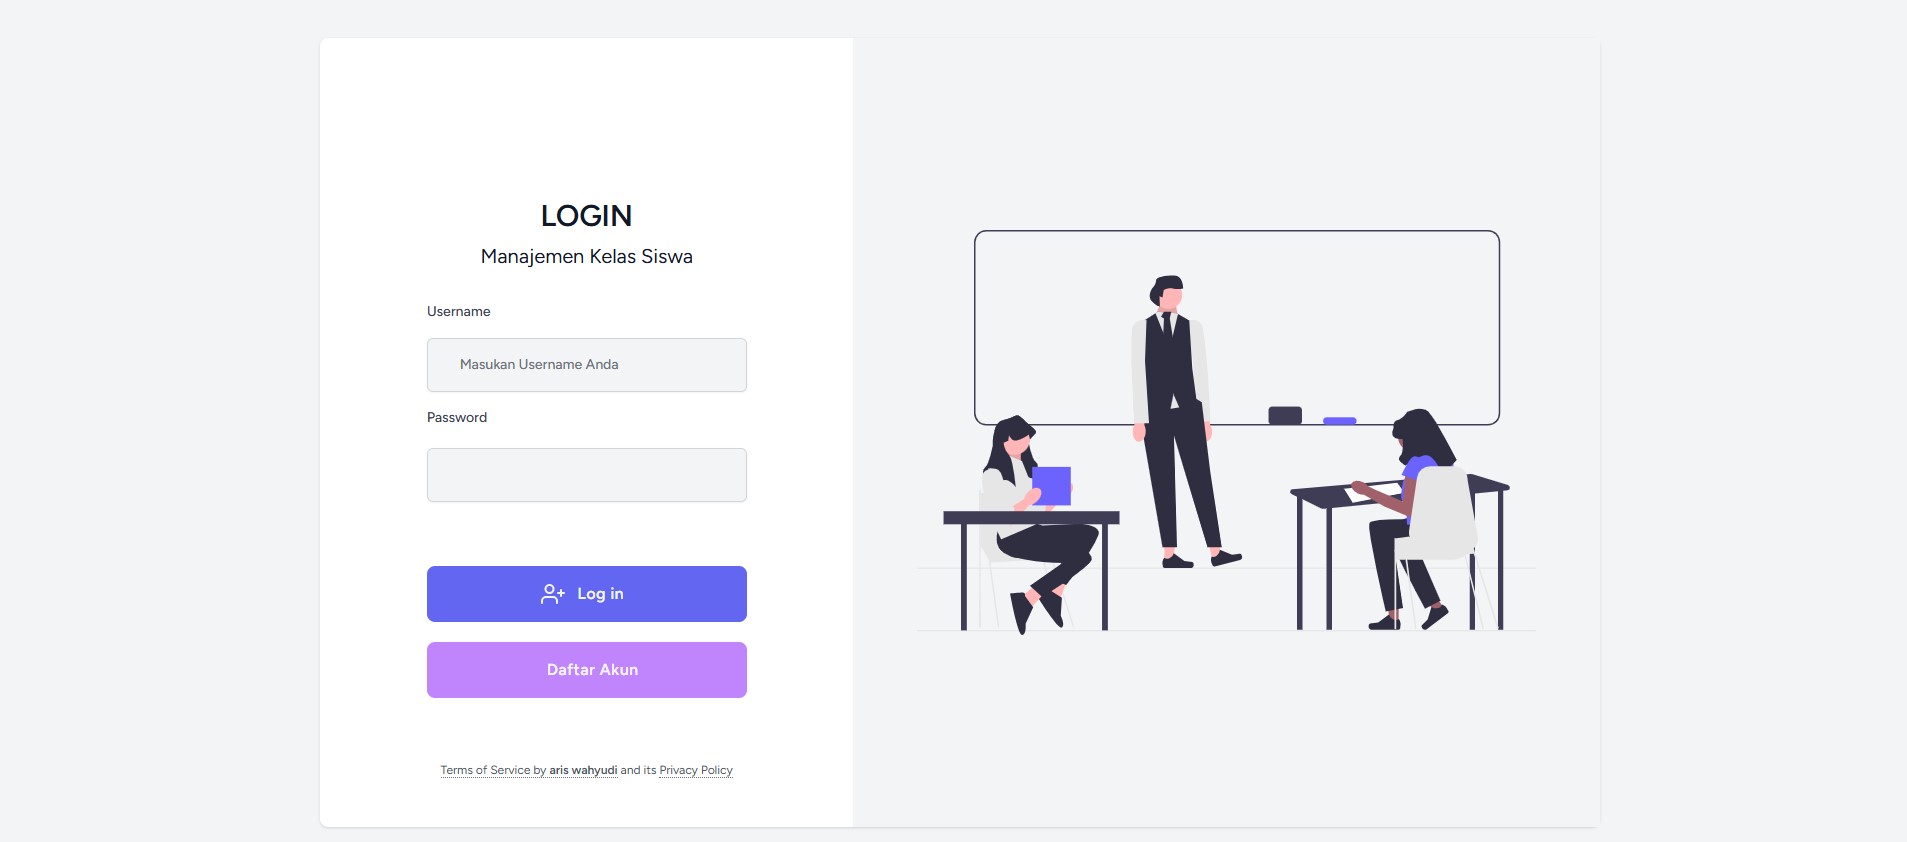 LOGIN
Manajemen Kelas Siswa
Username
Masukan Username Anda
Password
Log in
Daftar Akun
Terms of Service by aris wahyudi and its Privacy Policy